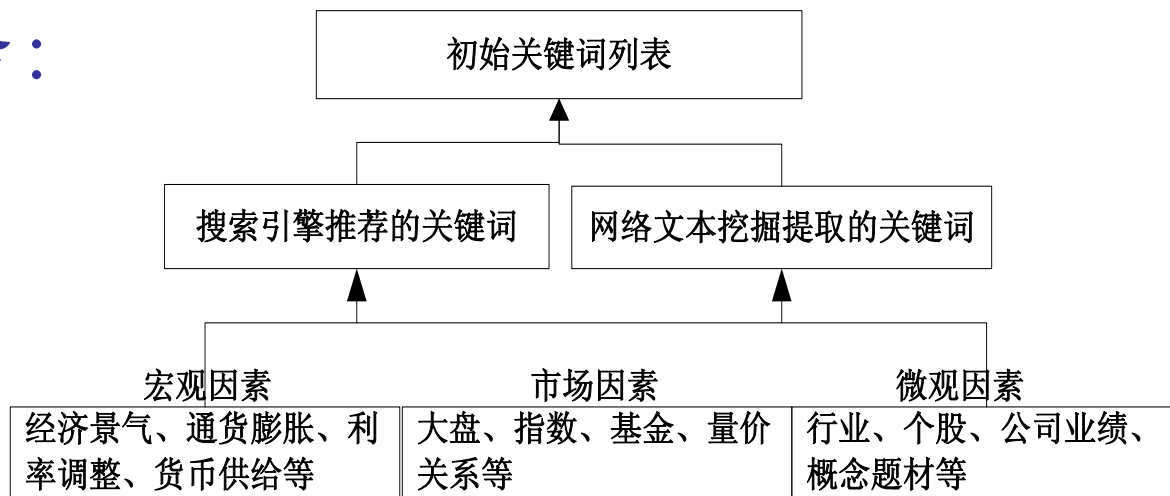 ：
初始关键词列表
搜索引擎推荐的关键词
网络文本挖掘提取的关键词
宏观因素
市场因素
微观因素
经济景气、通货膨胀、利
率调整、货币供给等
大盘、指数、基金、量价
关系等
行业、个股、公司业绩、
概念题材等